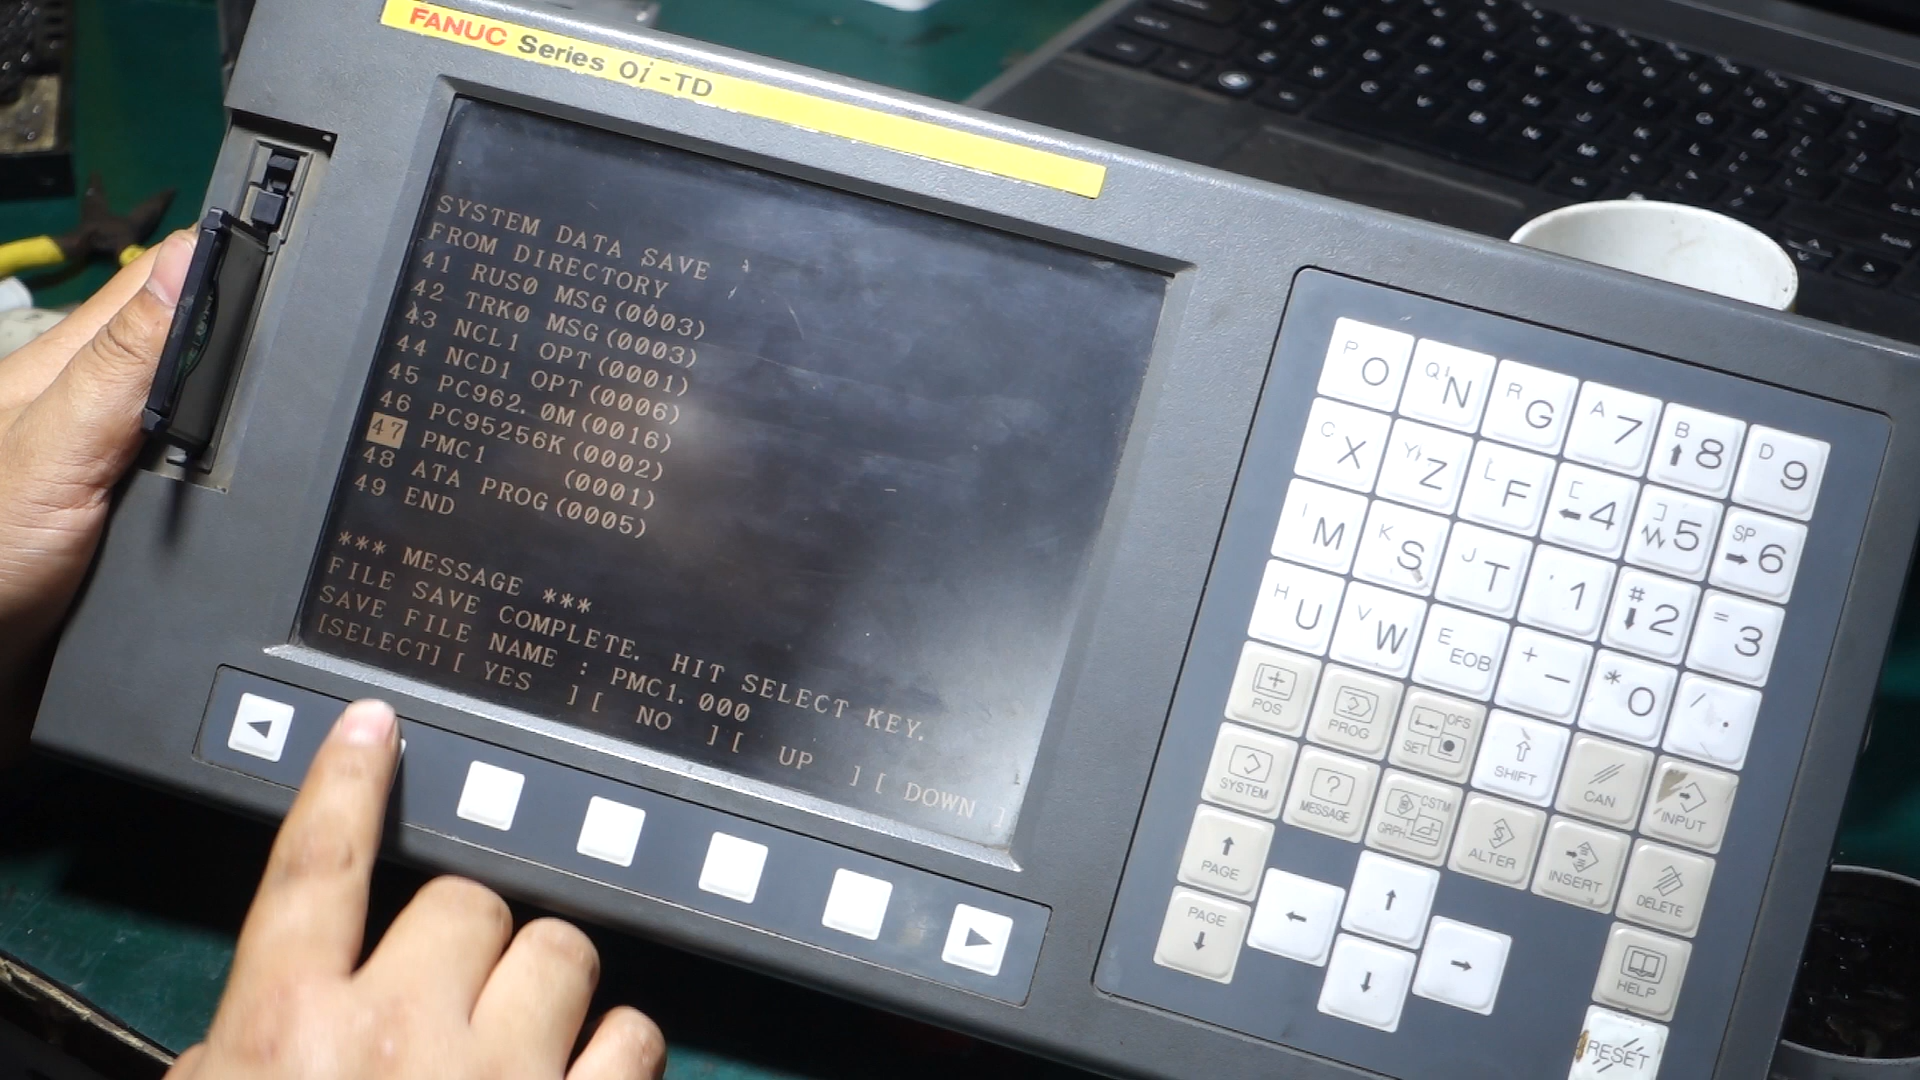 FANUC Series 0i-TD
SYSTEM DATA SAVE
FROM DIRECTORY
41 RUS0 MSG(0003)
42 TRK0 MSG(0003)
43 NCL1 OPT(0001)
44 NCD1 OPT(0006)
45 PC962.0M(0016)
46 PC95256K(0002)
47 PMC1 (0001)
48 ATA PROG(0005)
49 END
*** MESSAGE ***
FILE SAVE COMPLETE. HIT SELECT KEY.
SAVE FILE NAME : PMC1.000
[SELECT][ YES ][ NO ][ UP ][ DOWN ]
P O Q N R G A 7 B 8 D 9
C X Y Z L F [ 4 ] 5 SP 6
I M K S J T , 1 # 2 = 3
H U V W E EOB + - * 0 / .
POS PROG OFS SET SHIFT CAN INPUT
SYSTEM MESSAGE CSTM GRPH ALTER INSERT DELETE
PAGE
PAGE
HELP
RESET